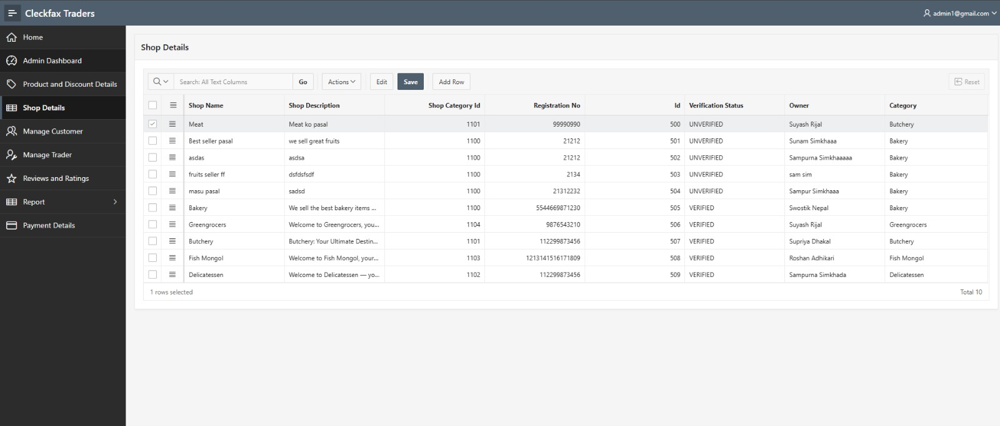 Cleckfax Traders
admin1@gmail.com
Home
Admin Dashboard
Product and Discount Details
Shop Details
Manage Customer
Manage Trader
Reviews and Ratings
Report
Payment Details
Shop Details
Search: All Text Columns Go Actions Edit Save Add Row Reset
Shop Name Shop Description Shop Category Id Registration No Id Verification Status Owner Category
Meat Meat ko pasal 1101 99990990 500 UNVERIFIED Suyash Rijal Butchery
Best seller pasal we sell great fruits 1100 21212 501 UNVERIFIED Sunam Simkhaaa Bakery
asdas asdsa 1100 21212 502 UNVERIFIED Sampurna Simkhaaaaa Bakery
fruits seller ff dsfdsfsdf 1100 2134 503 UNVERIFIED sam sim Bakery
masu pasal sadsd 1100 21312232 504 UNVERIFIED Sampur Simkhaaa Bakery
Bakery We sell the best bakery items ... 1100 5544669871230 505 VERIFIED Swostik Nepal Bakery
Greengrocers Welcome to Greengrocers, you... 1104 9876543210 506 VERIFIED Suyash Rijal Greengrocers
Butchery Butchery: Your Ultimate Destin... 1101 112299873456 507 VERIFIED Supriya Dhakal Butchery
Fish Mongol Welcome to Fish Mongol, your... 1103 1213141516171809 508 VERIFIED Roshan Adhikari Fish Mongol
Delicatessen Welcome to Delicatessen — yo... 1102 112299873456 509 VERIFIED Sampurna Simkhada Delicatessen
1 rows selected Total 10